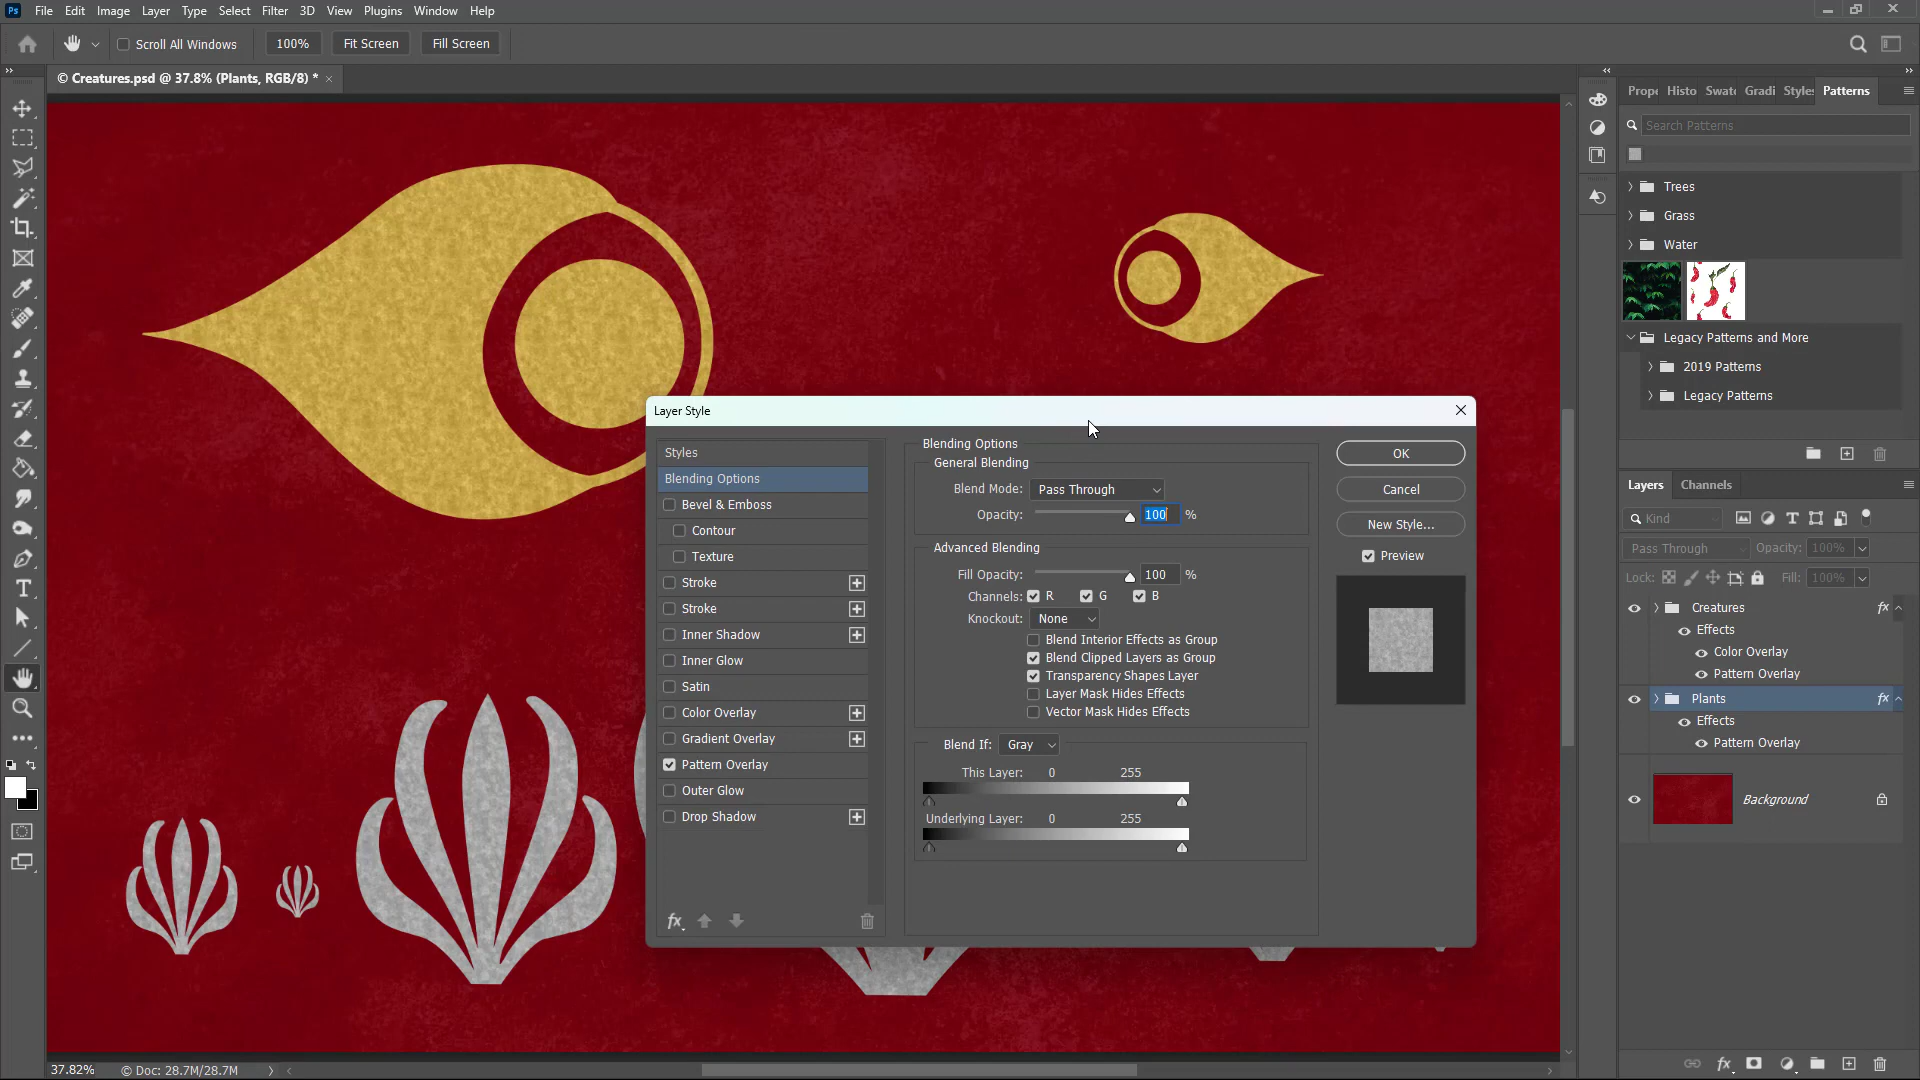 Ps File Edit Image Layer Type Select Filter 3D View Plugins Window Help
Scroll All Windows 100% Fit Screen Fill Screen
© Creatures.psd @ 37.8% (Plants, RGB/8) *
Prope Histo Swatc Gradi Styles Patterns
Search Patterns
Trees
Grass
Water
Legacy Patterns and More
2019 Patterns
Legacy Patterns
Layer Style
Styles
Blending Options
Bevel & Emboss
Contour
Texture
Stroke
Stroke
Inner Shadow
Inner Glow
Satin
Color Overlay
Gradient Overlay
Pattern Overlay
Outer Glow
Drop Shadow
fx
Blending Options
General Blending
Blend Mode: Pass Through
Opacity: 100 %
Advanced Blending
Fill Opacity: 100 %
Channels: R G B
Knockout: None
Blend Interior Effects as Group
Blend Clipped Layers as Group
Transparency Shapes Layer
Layer Mask Hides Effects
Vector Mask Hides Effects
Blend If: Gray
This Layer: 0 255
Underlying Layer: 0 255
OK
Cancel
New Style...
Preview
Layers Channels
Kind
Pass Through Opacity: 100%
Lock: Fill: 100%
Creatures fx
Effects
Color Overlay
Pattern Overlay
Plants fx
Effects
Pattern Overlay
Background
fx
37.82% © Doc: 28.7M/28.7M